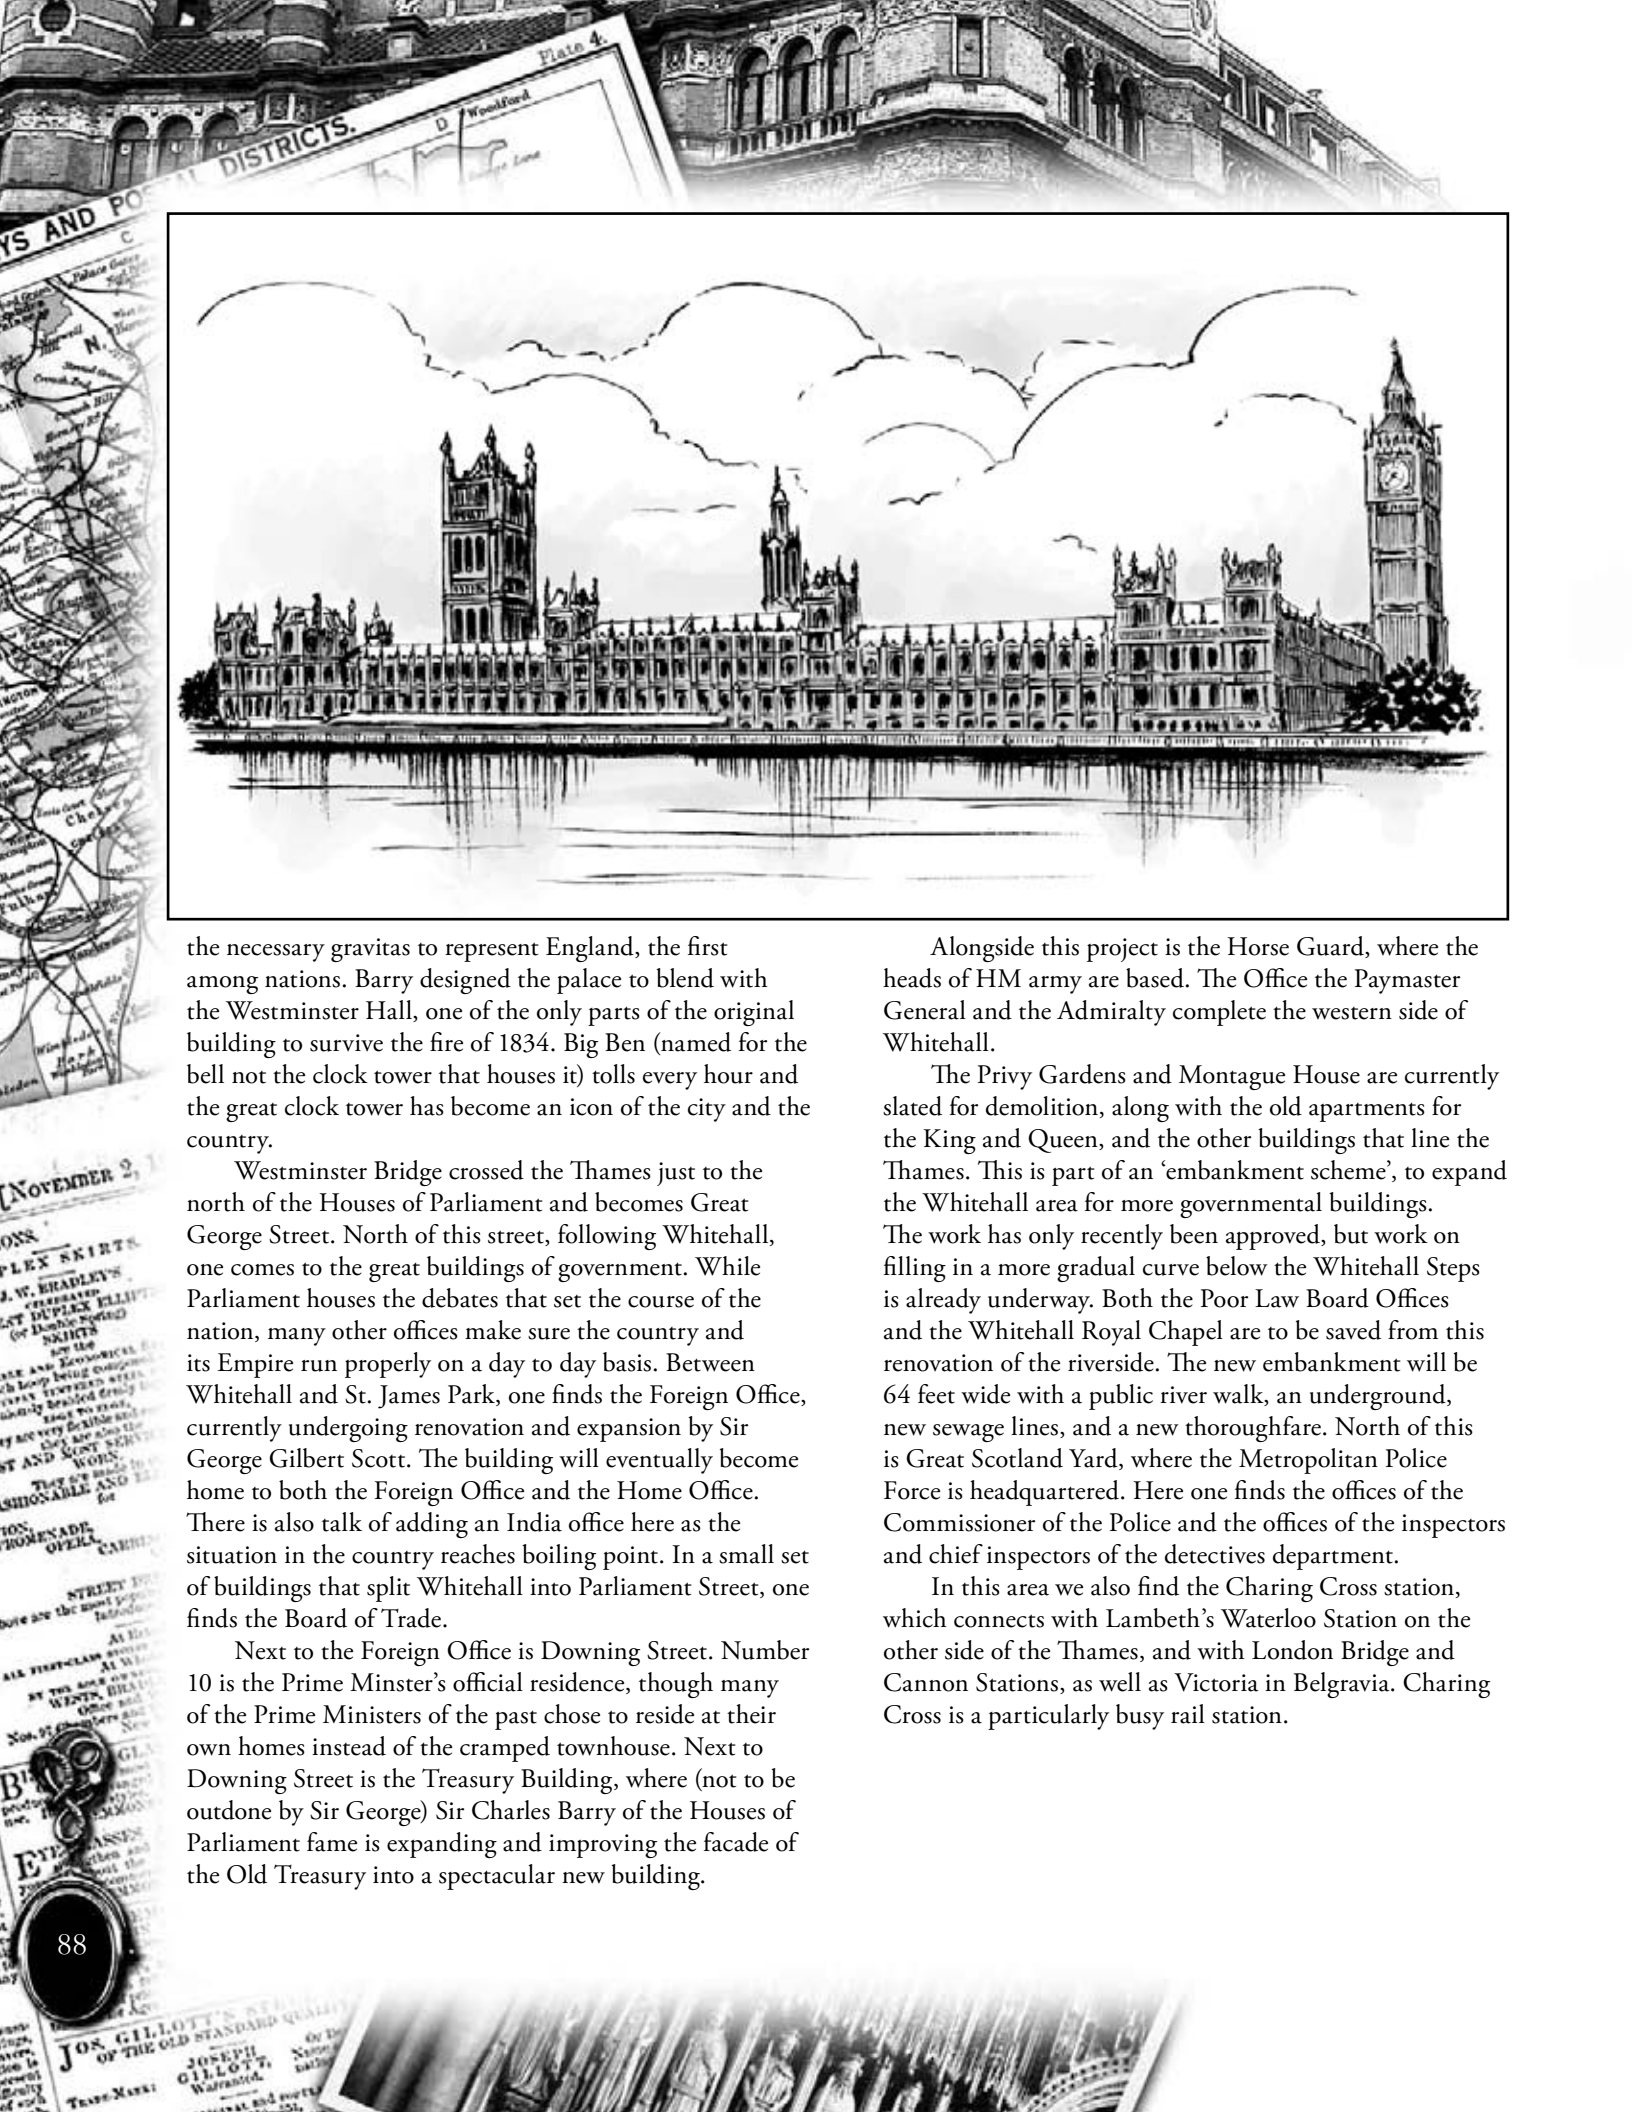 Plate 4.
DISTRICTS.
D
Woodford
YS AND PO
C
N.
the necessary gravitas to represent England, the first
among nations. Barry designed the palace to blend with
the Westminster Hall, one of the only parts of the original
building to survive the fire of 1834. Big Ben (named for the
bell not the clock tower that houses it) tolls every hour and
the great clock tower has become an icon of the city and the
country.
Westminster Bridge crossed the Thames just to the
north of the Houses of Parliament and becomes Great
George Street. North of this street, following Whitehall,
one comes to the great buildings of government. While
Parliament houses the debates that set the course of the
nation, many other offices make sure the country and
its Empire run properly on a day to day basis. Between
Whitehall and St. James Park, one finds the Foreign Office,
currently undergoing renovation and expansion by Sir
George Gilbert Scott. The building will eventually become
home to both the Foreign Office and the Home Office.
There is also talk of adding an India office here as the
situation in the country reaches boiling point. In a small set
of buildings that split Whitehall into Parliament Street, one
finds the Board of Trade.
Next to the Foreign Office is Downing Street. Number
10 is the Prime Minster’s official residence, though many
of the Prime Ministers of the past chose to reside at their
own homes instead of the cramped townhouse. Next to
Downing Street is the Treasury Building, where (not to be
outdone by Sir George) Sir Charles Barry of the Houses of
Parliament fame is expanding and improving the facade of
the Old Treasury into a spectacular new building.
Alongside this project is the Horse Guard, where the
heads of HM army are based. The Office the Paymaster
General and the Admiralty complete the western side of
Whitehall.
The Privy Gardens and Montague House are currently
slated for demolition, along with the old apartments for
the King and Queen, and the other buildings that line the
Thames. This is part of an ‘embankment scheme’, to expand
the Whitehall area for more governmental buildings.
The work has only recently been approved, but work on
filling in a more gradual curve below the Whitehall Steps
is already underway. Both the Poor Law Board Offices
and the Whitehall Royal Chapel are to be saved from this
renovation of the riverside. The new embankment will be
64 feet wide with a public river walk, an underground,
new sewage lines, and a new thoroughfare. North of this
is Great Scotland Yard, where the Metropolitan Police
Force is headquartered. Here one finds the offices of the
Commissioner of the Police and the offices of the inspectors
and chief inspectors of the detectives department.
In this area we also find the Charing Cross station,
which connects with Lambeth’s Waterloo Station on the
other side of the Thames, and with London Bridge and
Cannon Stations, as well as Victoria in Belgravia. Charing
Cross is a particularly busy rail station.
[NOVEMBER 2,
PLEX SKIRTS
J. W. BRADLEY'S
SKIRTS
WORN.
OPERA,
88
JOS. GILLOTT'S
OF THE OLD STANDARD QUALITY
JOSEPH
GILLOTT,
Warranted.
TRADE-MARK: